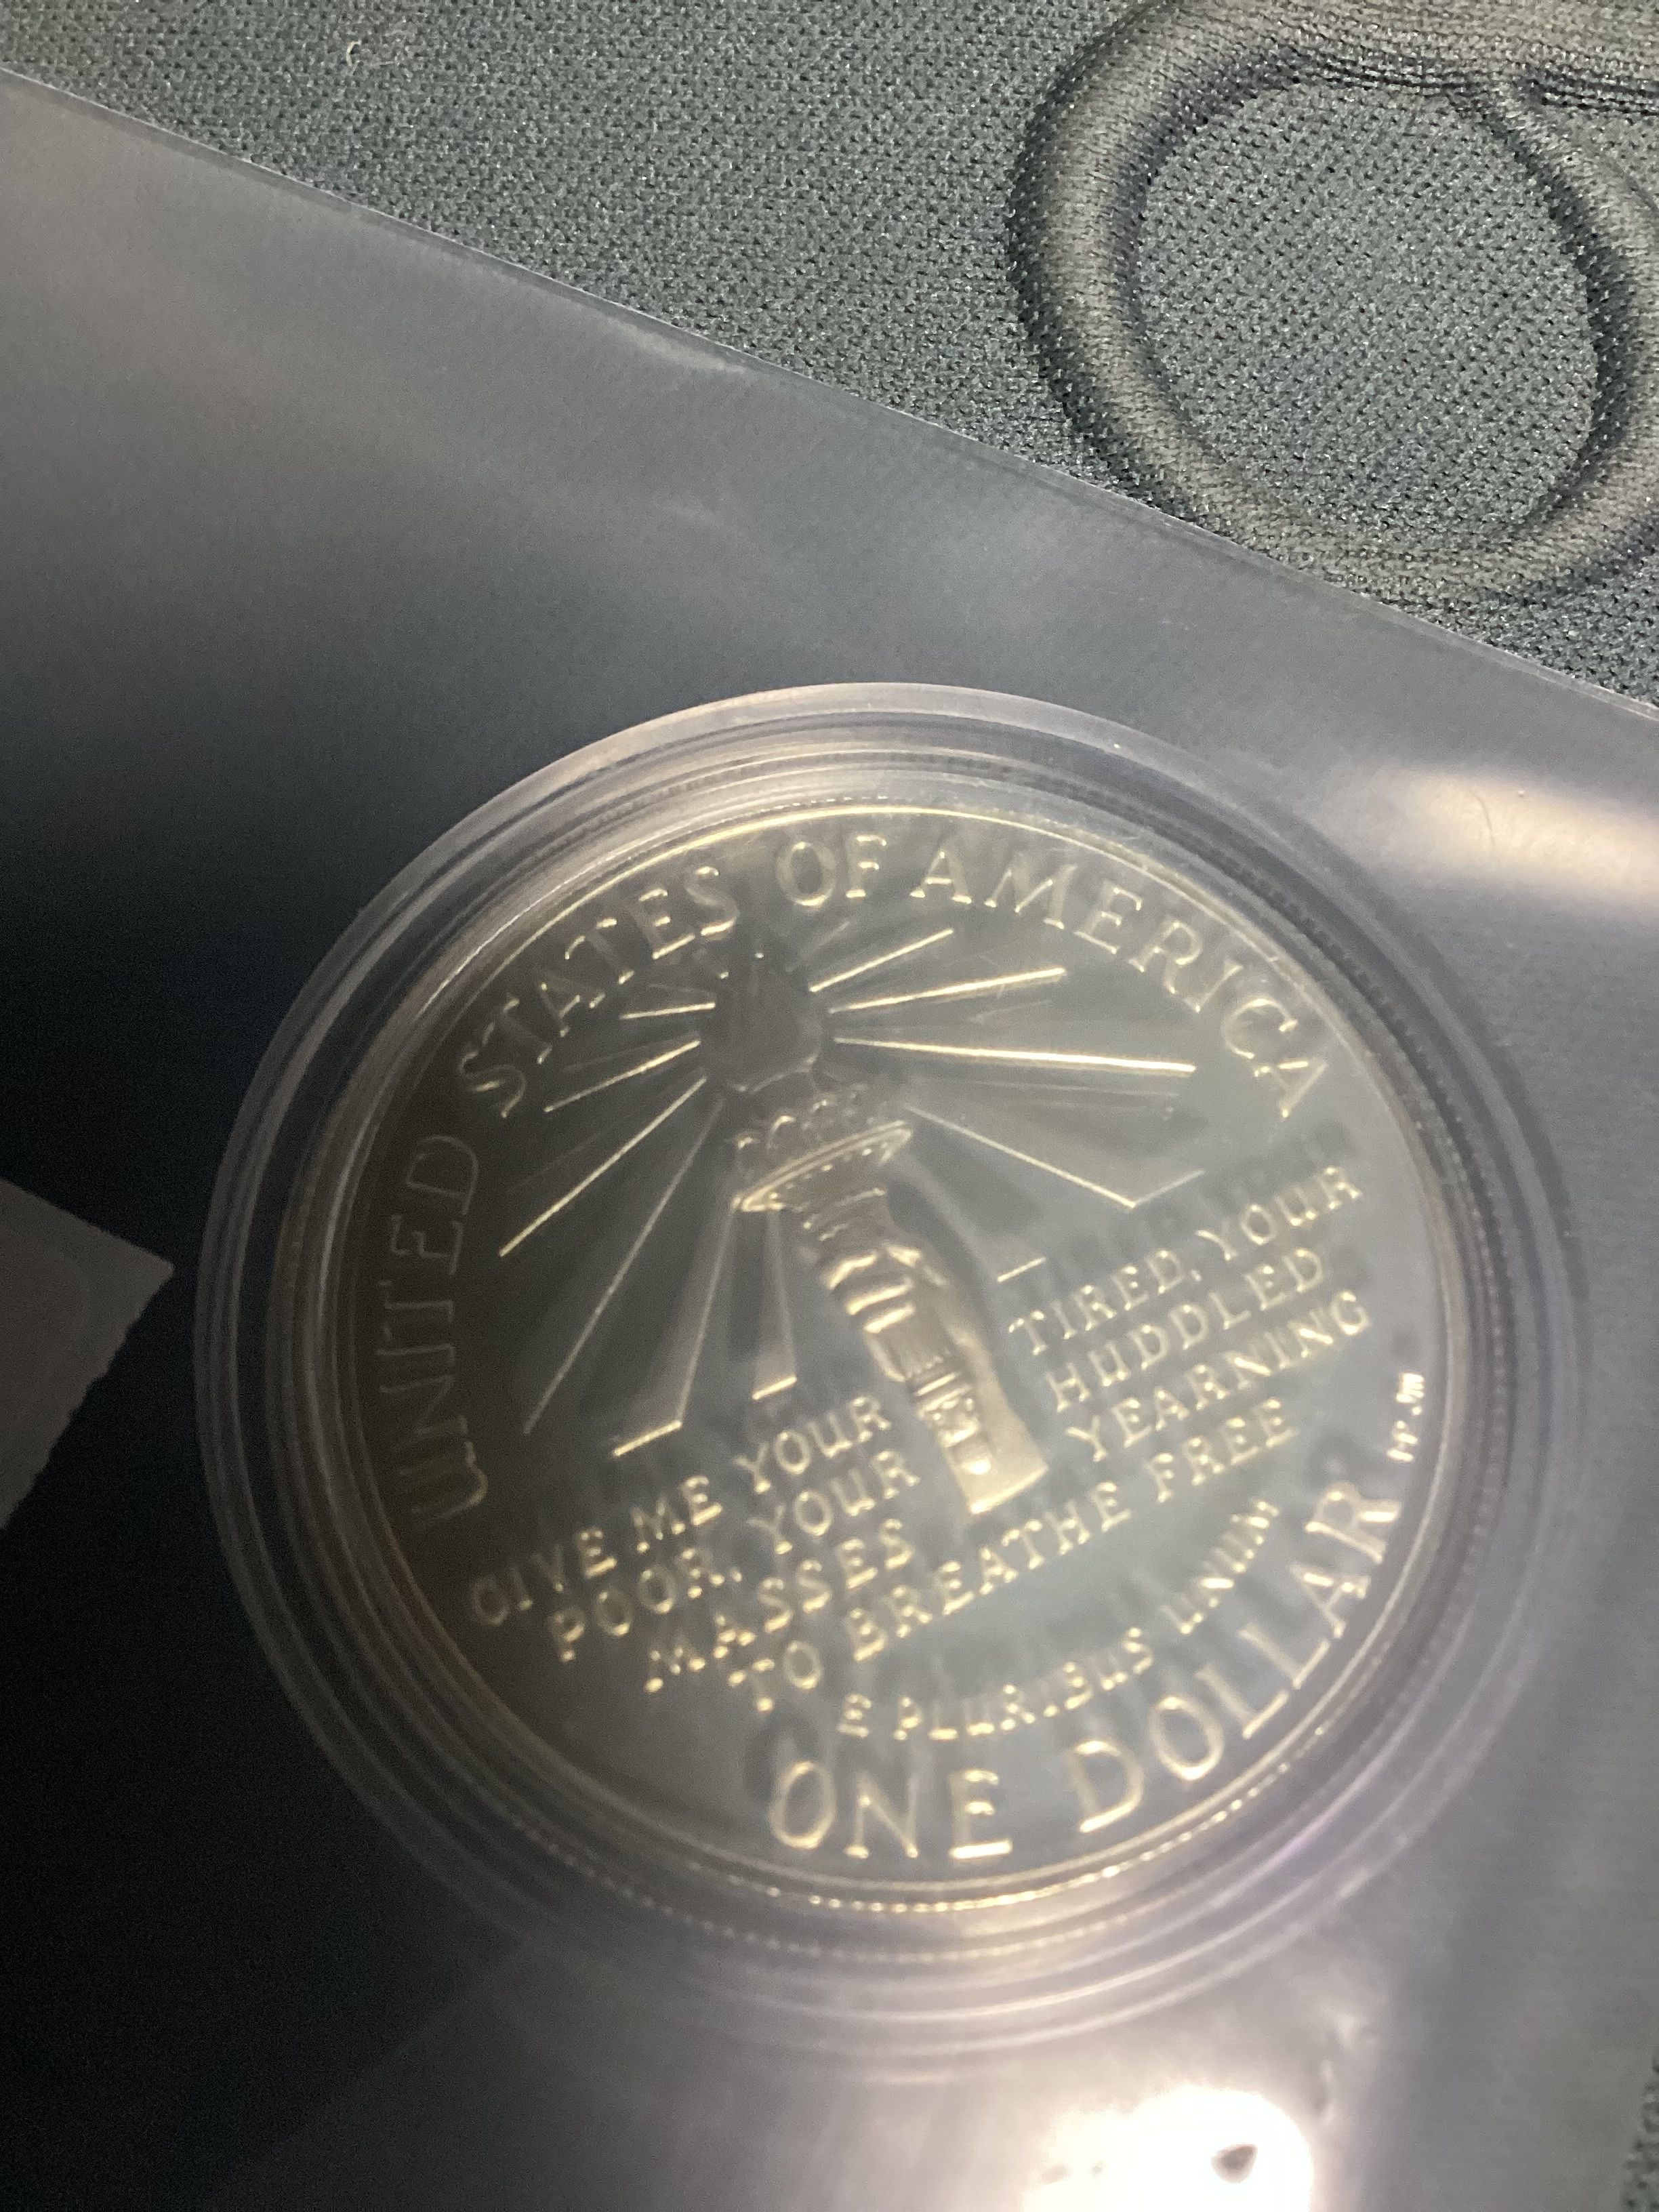 UNITED STATES OF AMERICA
GIVE ME YOUR TIRED, YOUR
POOR, YOUR HUDDLED
MASSES YEARNING
TO BREATHE FREE
E PLURIBUS UNUM
ONE DOLLAR